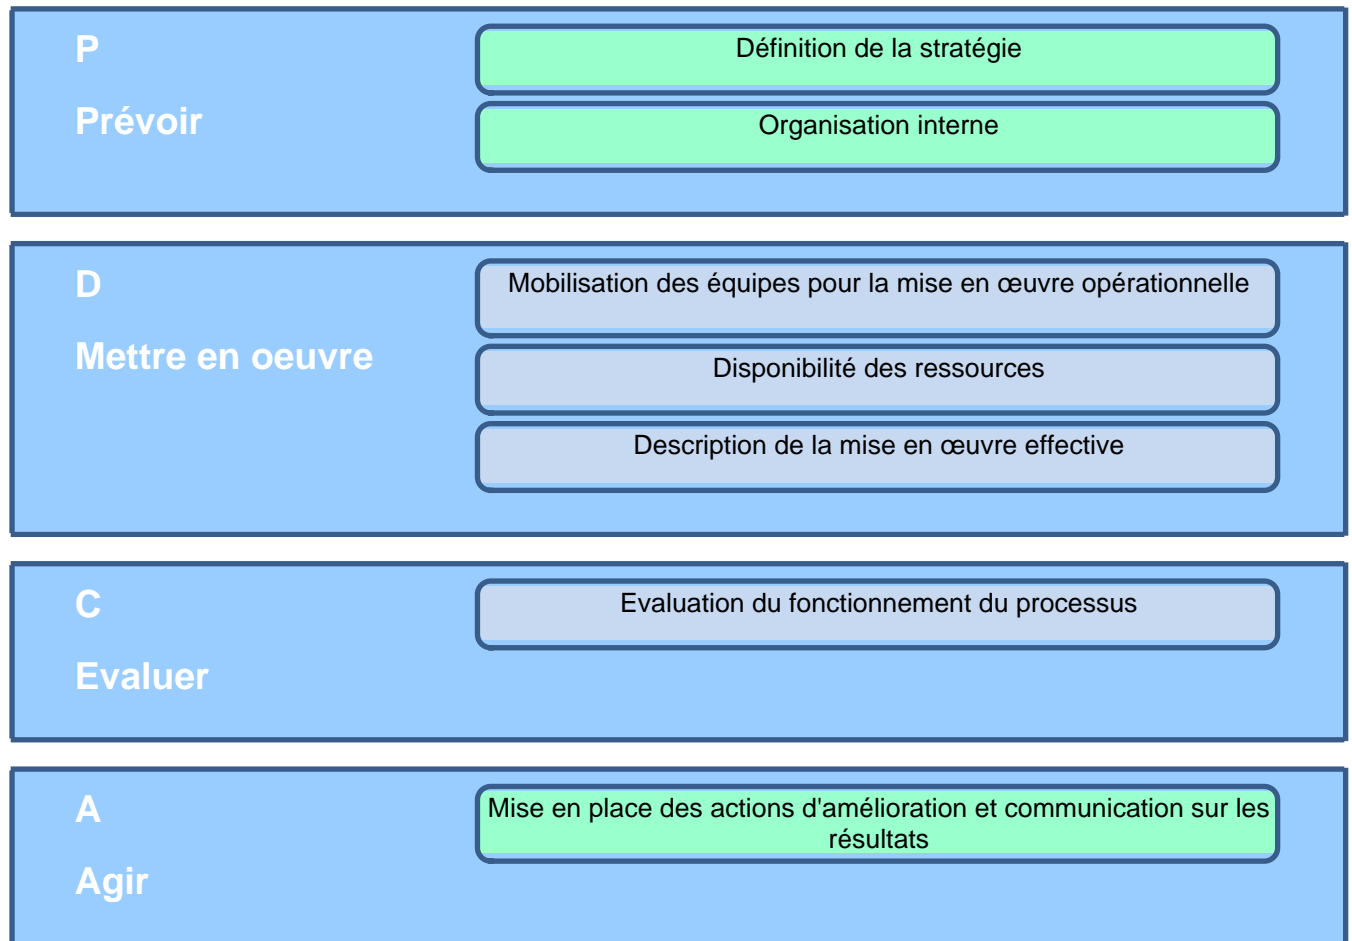 P
Prévoir
Définition de la stratégie
Organisation interne
D
Mettre en oeuvre
Mobilisation des équipes pour la mise en œuvre opérationnelle
Disponibilité des ressources
Description de la mise en œuvre effective
C
Evaluer
Evaluation du fonctionnement du processus
A
Agir
Mise en place des actions d'amélioration et communication sur les
résultats